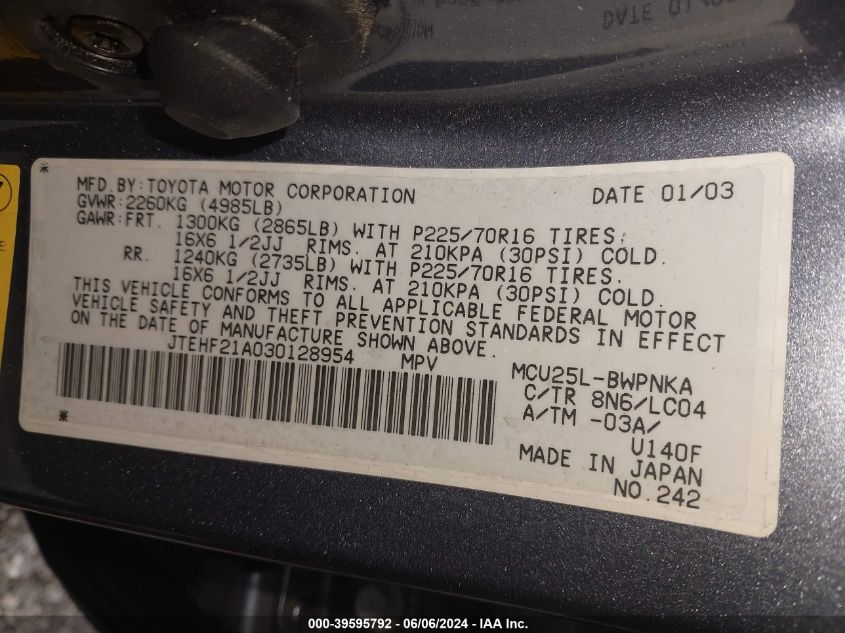 DATE 01/
MFD.BY:TOYOTA MOTOR CORPORATION DATE 01/03
GVWR:2260KG (4985LB)
GAWR:FRT. 1300KG (2865LB) WITH P225/70R16 TIRES;
16X6 1/2JJ RIMS. AT 210KPA (30PSI) COLD.
RR. 1240KG (2735LB) WITH P225/70R16 TIRES.
16X6 1/2JJ RIMS. AT 210KPA (30PSI) COLD.
THIS VEHICLE CONFORMS TO ALL APPLICABLE FEDERAL MOTOR
VEHICLE SAFETY AND THEFT PREVENTION STANDARDS IN EFFECT
ON THE DATE OF MANUFACTURE SHOWN ABOVE.
JTEHF21A030128954 MPV
MCU25L-BWPNKA
C/TR 8N6/LC04
A/TM -03A/
U140F
MADE IN JAPAN
NO.242
000-39595792 - 06/06/2024 - IAA Inc.